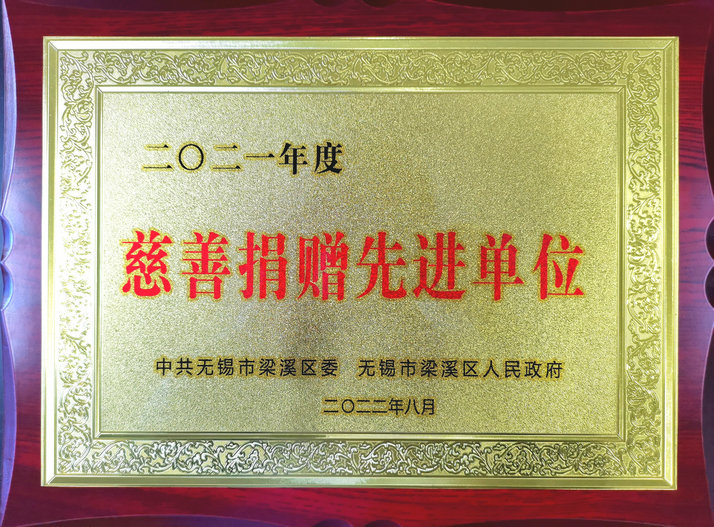 二〇二一年度
慈善捐赠先进单位
中共无锡市梁溪区委 无锡市梁溪区人民政府
二〇二二年八月